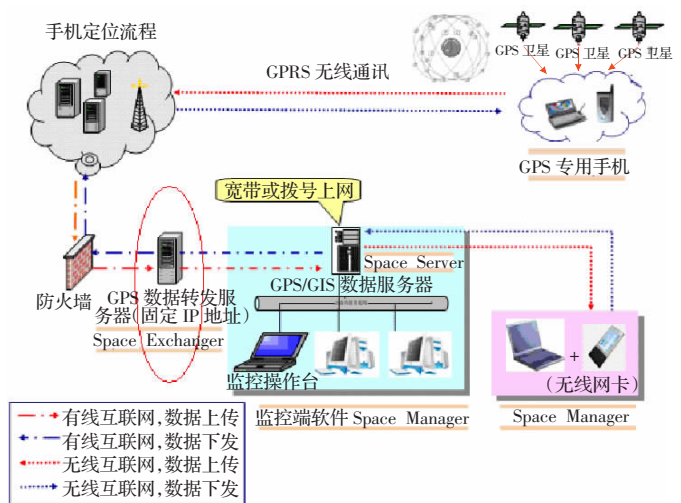 手机定位流程
GPS 卫星
GPS 卫星
GPS 卫星
GPRS 无线通讯
GPS 专用手机
宽带或拨号上网
防火墙
GPS 数据转发服
务器(固定 IP 地址)
Space Exchanger
Space Server
GPS/GIS 数据服务器
监控操作台
+
(无线网卡)
监控端软件 Space Manager
Space Manager
有线互联网,数据上传
有线互联网,数据下发
无线互联网,数据上传
无线互联网,数据下发